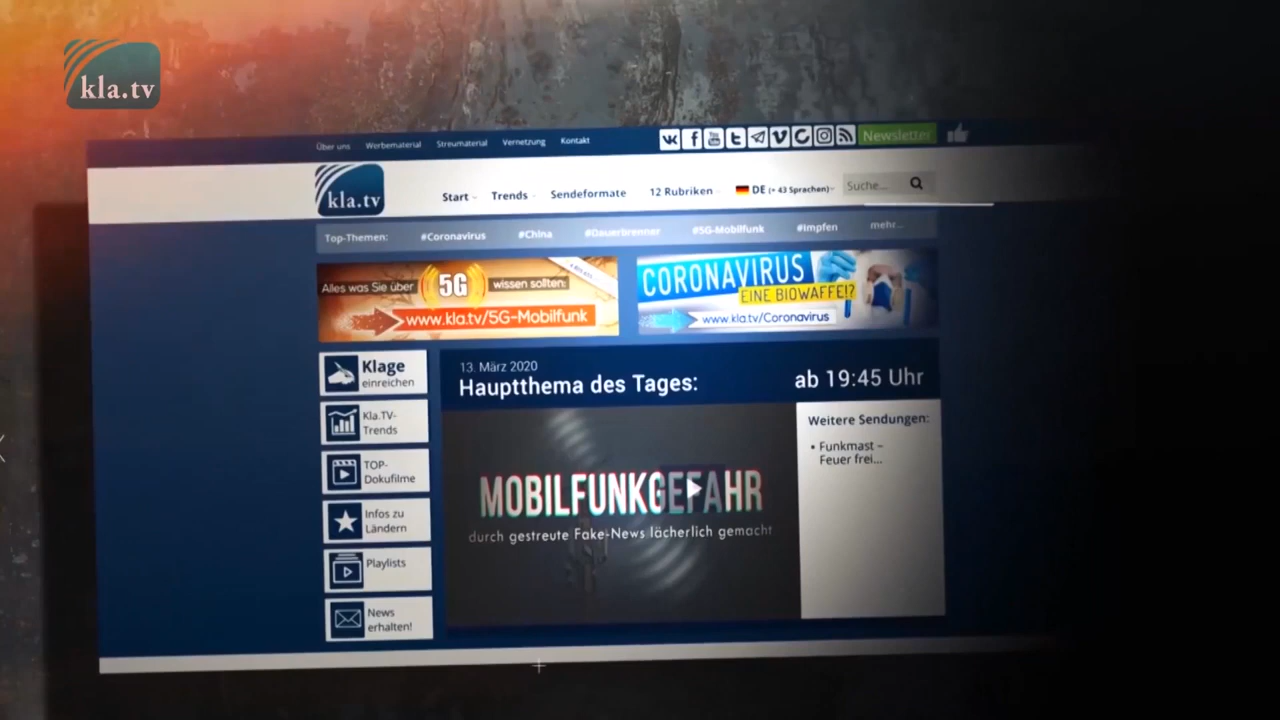 kla.tv
Über uns Werbematerial Streumaterial Vernetzung Kontakt
Newsletter
kla.tv
Start Trends Sendeformate 12 Rubriken DE (+ 43 Sprachen) Suche...
Top-Themen: #Coronavirus #China #Dauerbrenner #5G-Mobilfunk #Impfen mehr...
Alles was Sie über 5G wissen sollten:
www.kla.tv/5G-Mobilfunk
CORONAVIRUS
EINE BIOWAFFE!?
www.kla.tv/Coronavirus
Klage
einreichen
Kla.TV-
Trends
TOP-
Dokufilme
Infos zu
Ländern
Playlists
News
erhalten!
13. März 2020
Hauptthema des Tages: ab 19:45 Uhr
MOBILFUNKGEFAHR
durch gestreute Fake-News lächerlich gemacht
Weitere Sendungen:
• Funkmast –
Feuer frei...